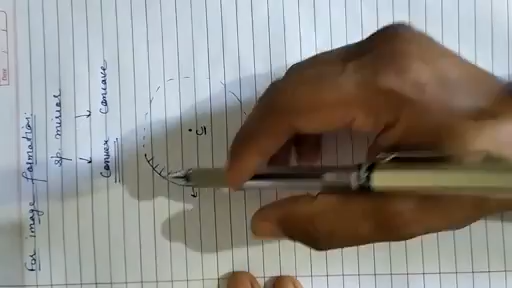 For image formation:
sp. mirror
Convex Concave
C